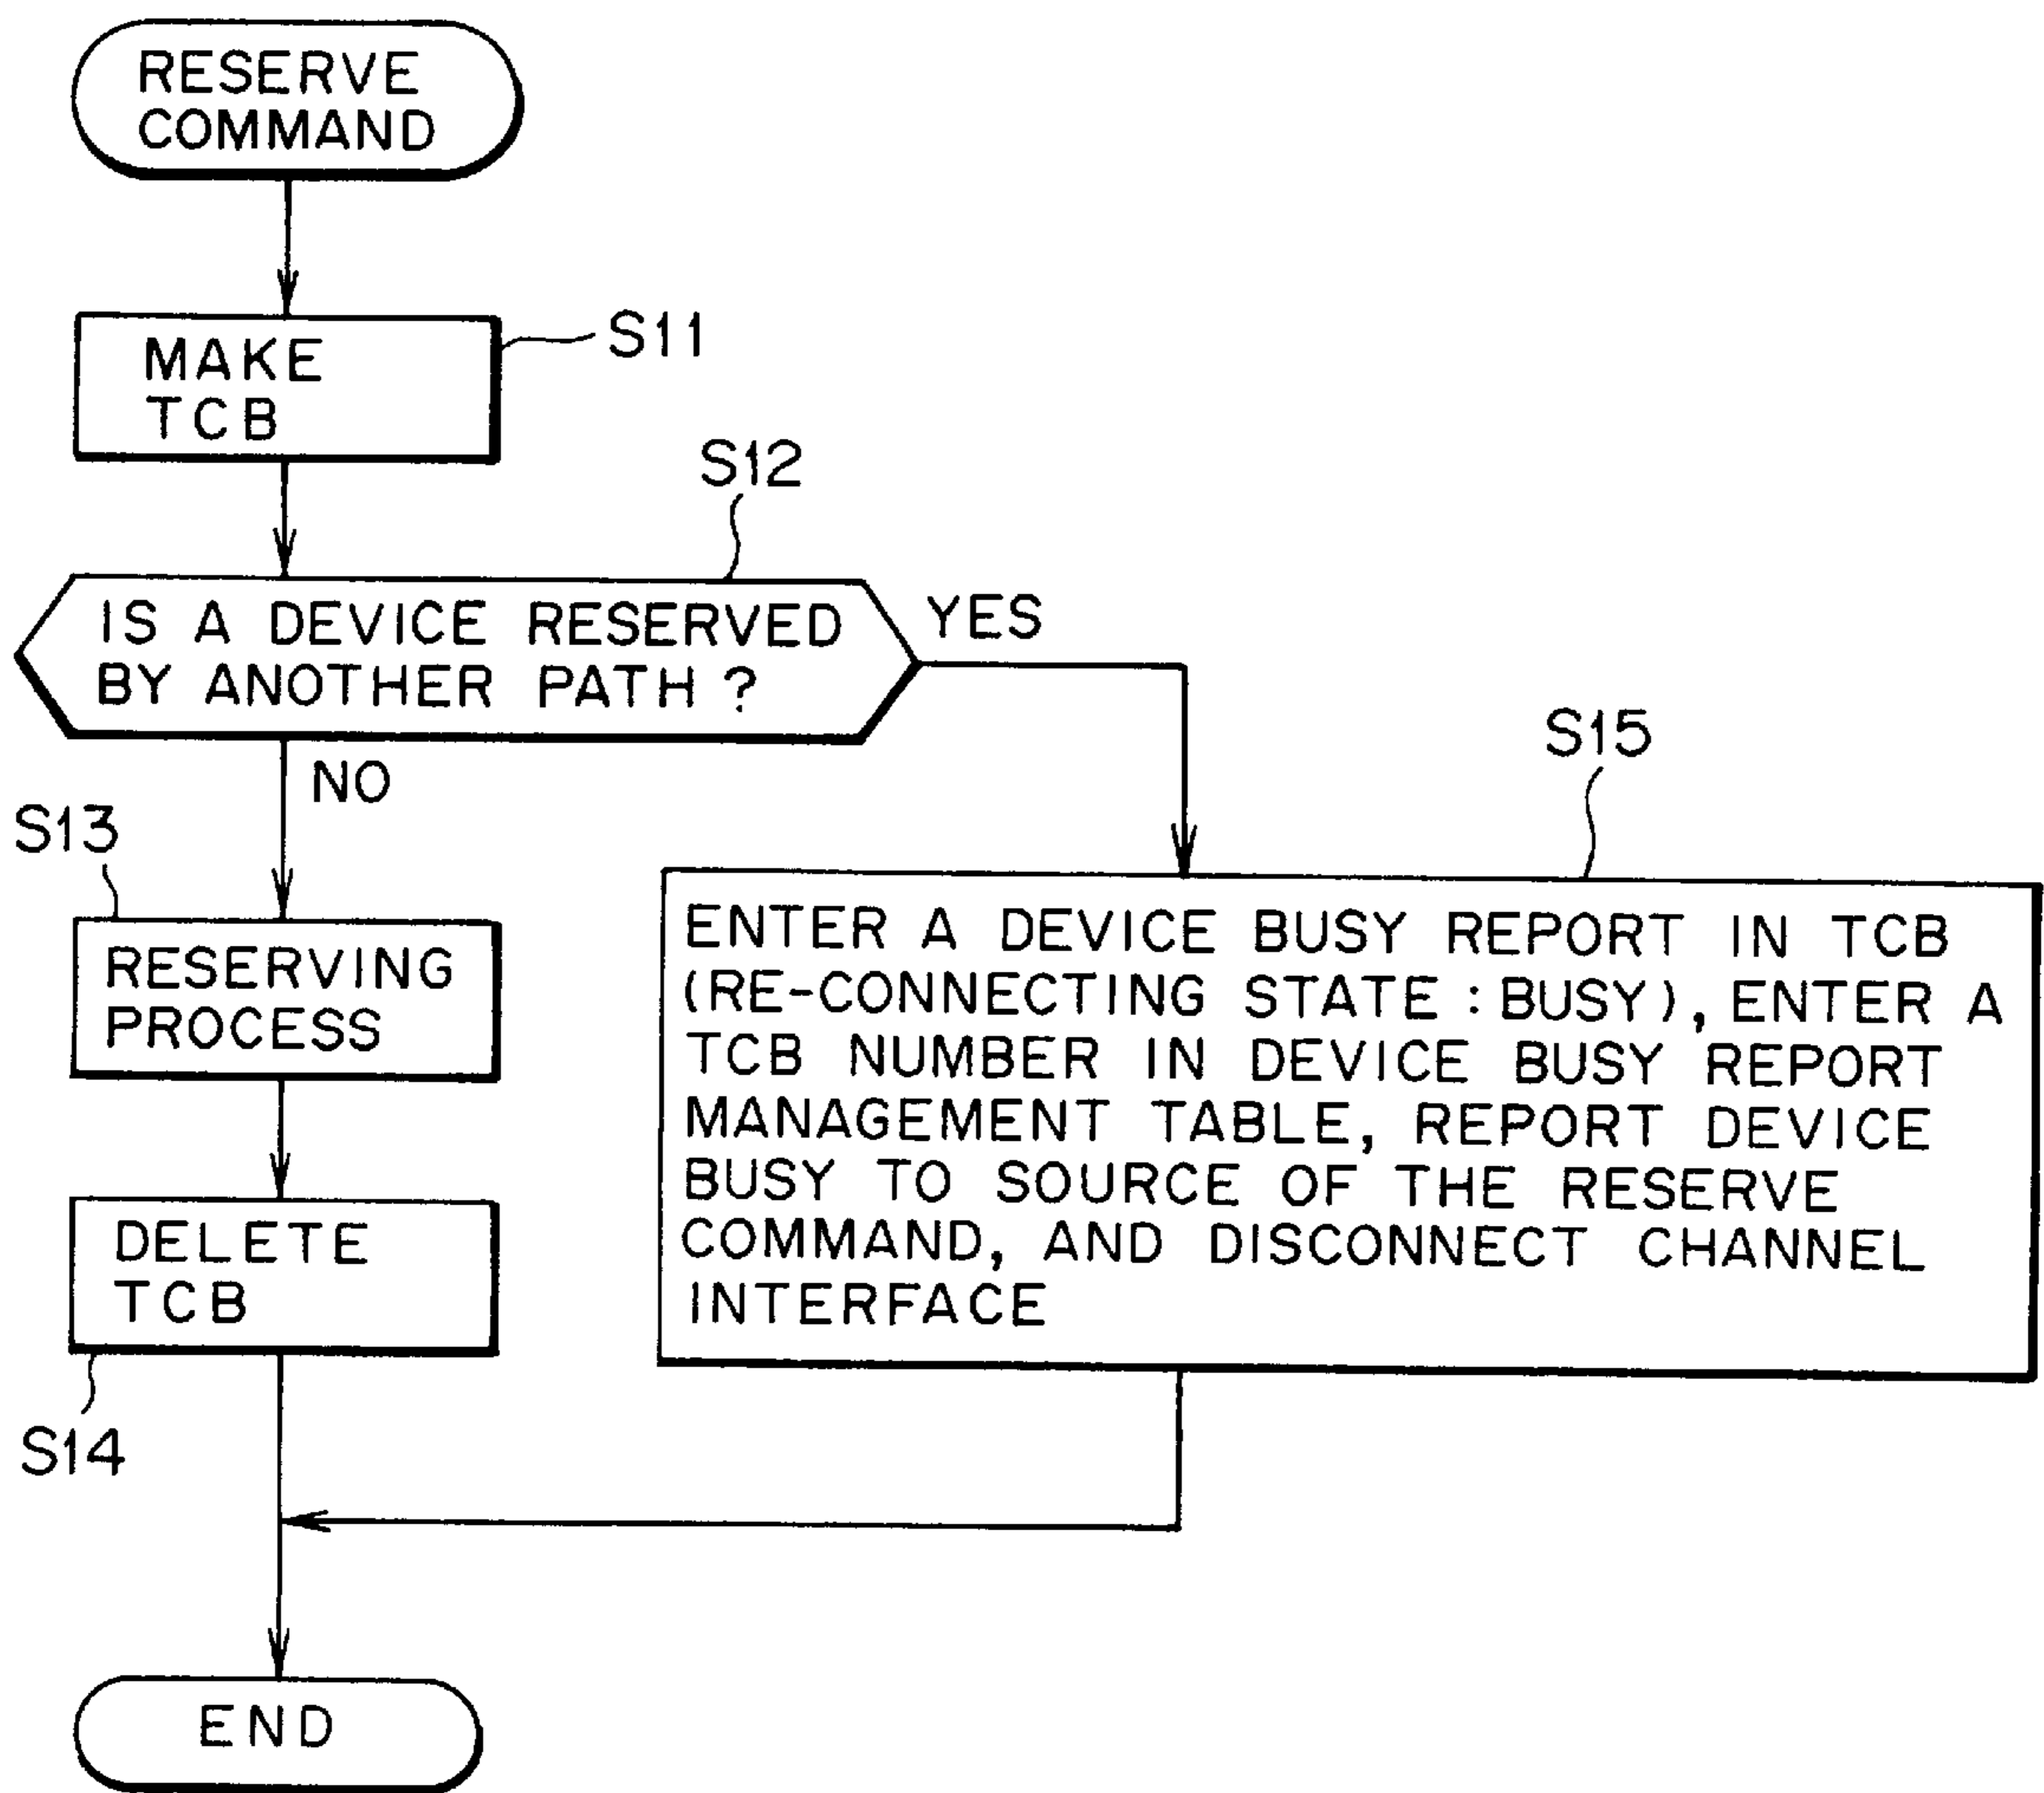 RESERVE
COMMAND
MAKE
TCB
S11
S12
IS A DEVICE RESERVED
BY ANOTHER PATH ?
YES
NO
S13
RESERVING
PROCESS
DELETE
TCB
S14
S15
ENTER A DEVICE BUSY REPORT IN TCB
(RE-CONNECTING STATE : BUSY), ENTER A
TCB NUMBER IN DEVICE BUSY REPORT
MANAGEMENT TABLE, REPORT DEVICE
BUSY TO SOURCE OF THE RESERVE
COMMAND, AND DISCONNECT CHANNEL
INTERFACE
END